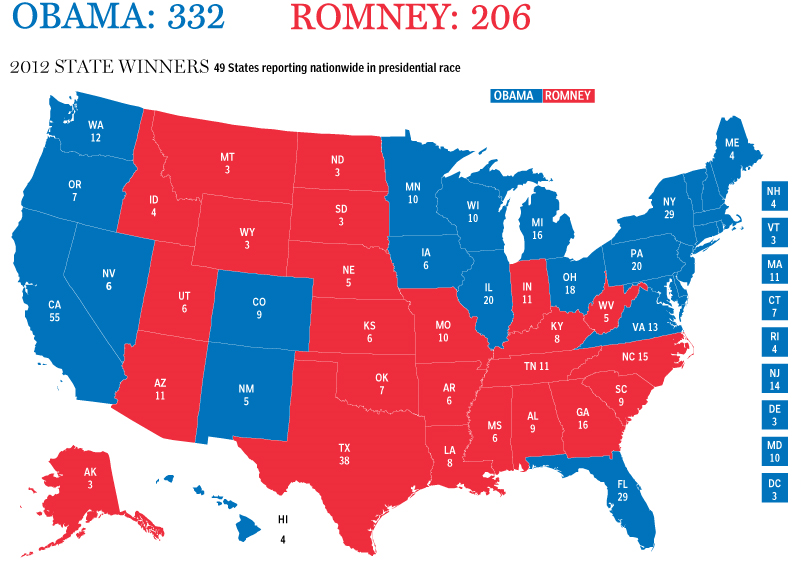 OBAMA: 332 ROMNEY: 206
2012 STATE WINNERS 49 States reporting nationwide in presidential race
OBAMA ROMNEY
WA
12
OR
7
CA
55
NV
6
ID
4
MT
3
WY
3
UT
6
AZ
11
CO
9
NM
5
ND
3
SD
3
NE
5
KS
6
OK
7
TX
38
MN
10
IA
6
MO
10
AR
6
LA
8
WI
10
IL
20
MI
16
IN
11
OH
18
KY
8
TN 11
MS
6
AL
9
GA
16
FL
29
SC
9
NC 15
VA 13
WV
5
PA
20
NY
29
ME
4
AK
3
HI
4
NH
4
VT
3
MA
11
CT
7
RI
4
NJ
14
DE
3
MD
10
DC
3